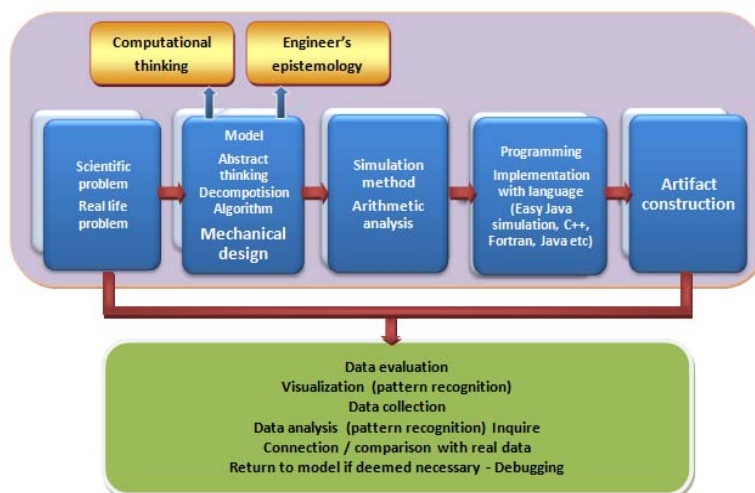 Computational
thinking
Engineer's
epistemology
Scientific
problem
Real life
problem
Model
Abstract
thinking
Decompotision
Algorithm
Mechanical
design
Simulation
method
Arithmetic
analysis
Programming
Implementation
with language
(Easy Java
simulation, C++,
Fortran, Java etc)
Artifact
construction
Data evaluation
Visualization (pattern recognition)
Data collection
Data analysis (pattern recognition) Inquire
Connection / comparison with real data
Return to model if deemed necessary - Debugging